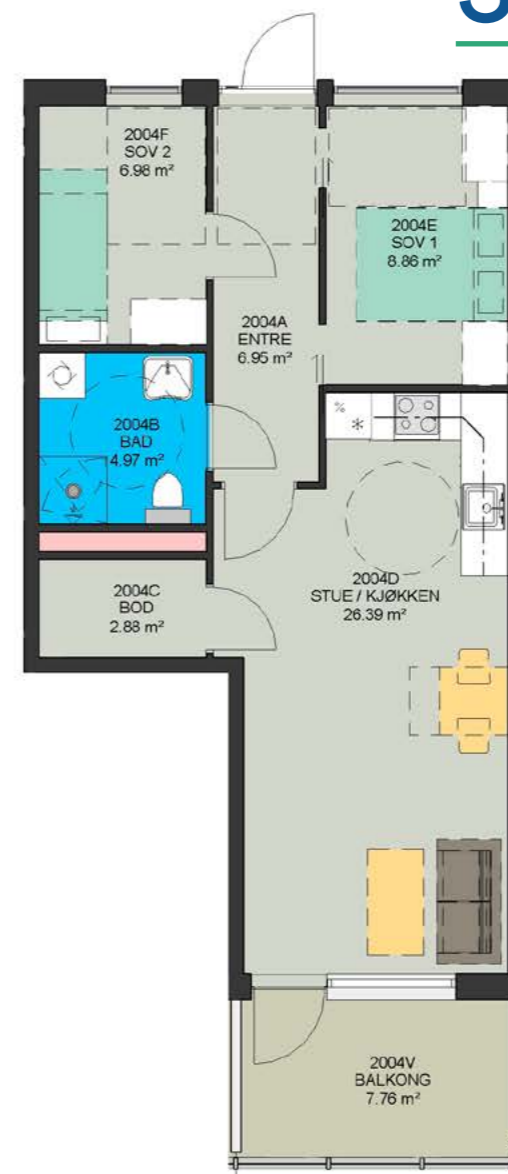 2004F
SOV 2
6.98 m²
2004E
SOV 1
8.86 m²
2004A
ENTRE
6.95 m²
2004B
BAD
4.97 m²
%
*
2004C
BOD
2.88 m²
2004D
STUE / KJØKKEN
26.39 m²
2004V
BALKONG
7.76 m²